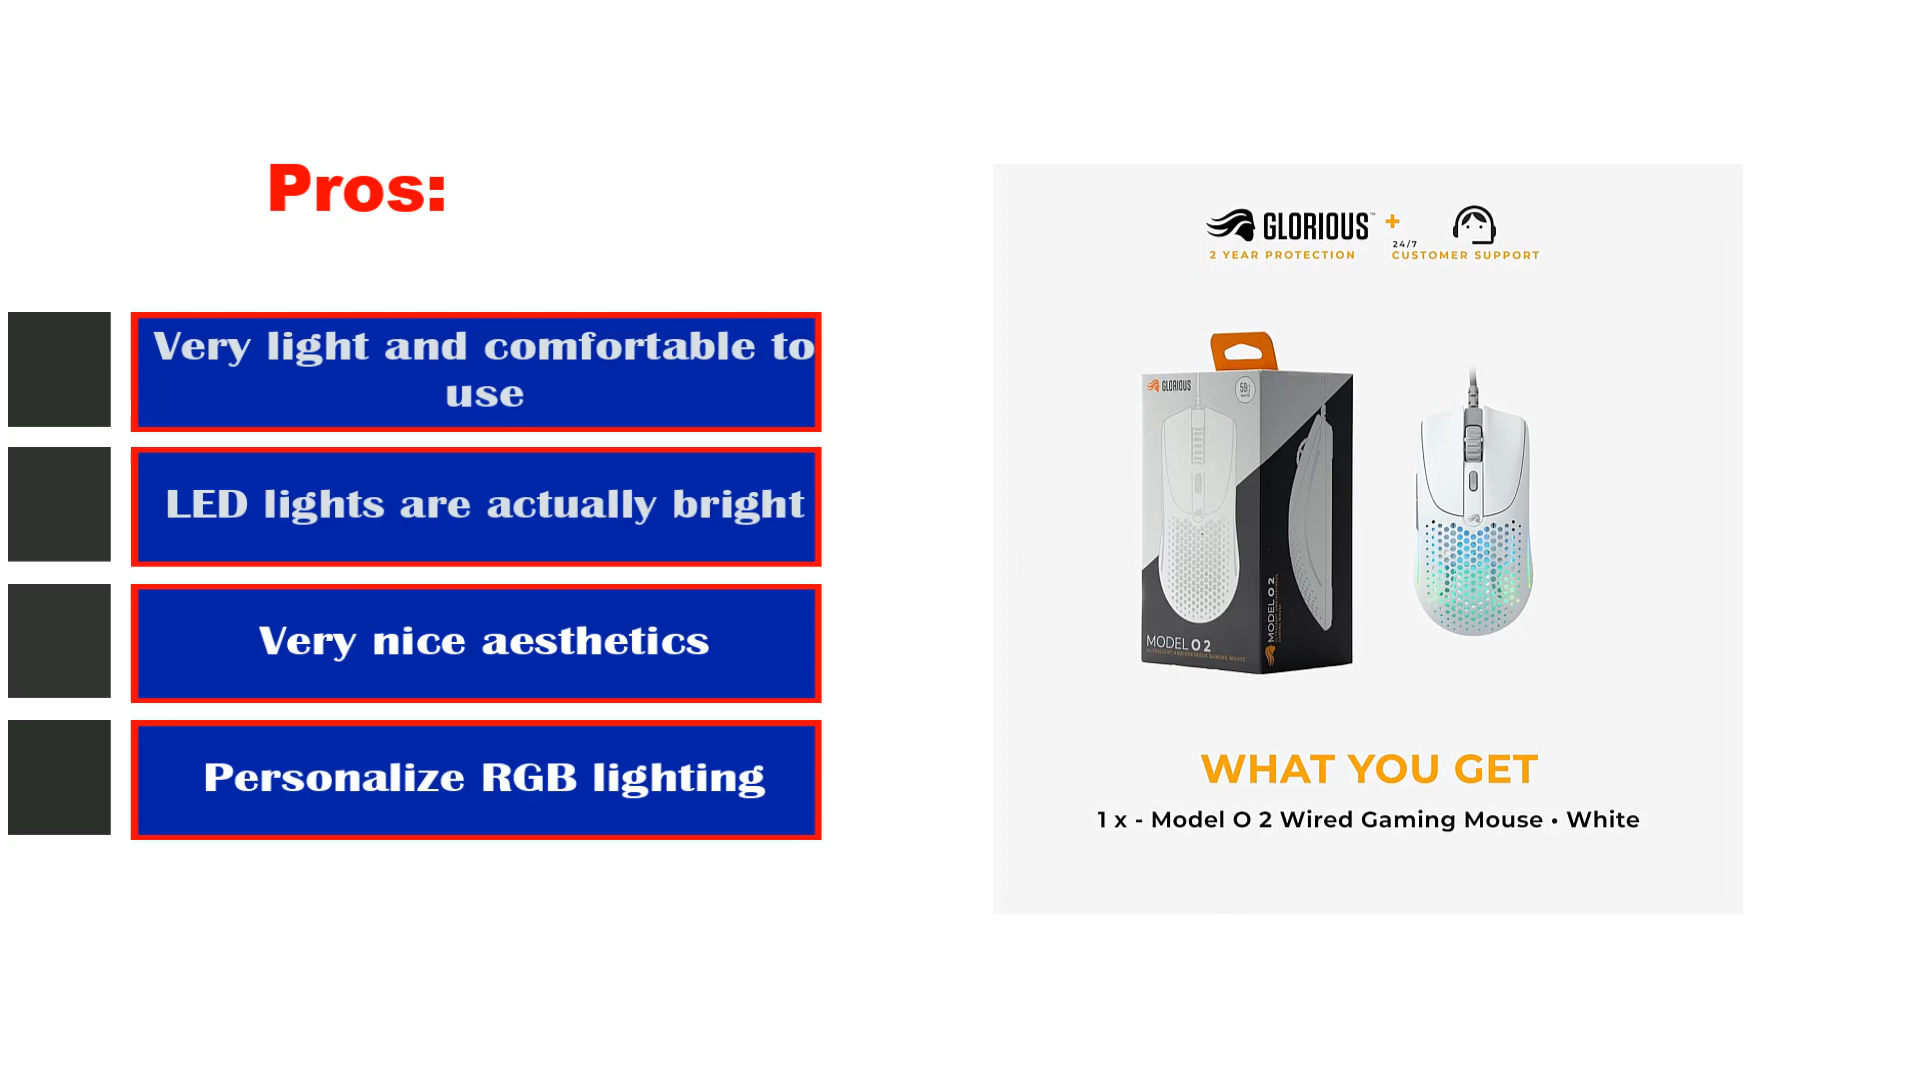 Pros:
Very light and comfortable to
use
LED lights are actually bright
Very nice aesthetics
Personalize RGB lighting
GLORIOUS™ +
2 YEAR PROTECTION
24/7
CUSTOMER SUPPORT
GLORIOUS
59
MODEL O 2
MODEL O 2
WHAT YOU GET
1 x - Model O 2 Wired Gaming Mouse • White